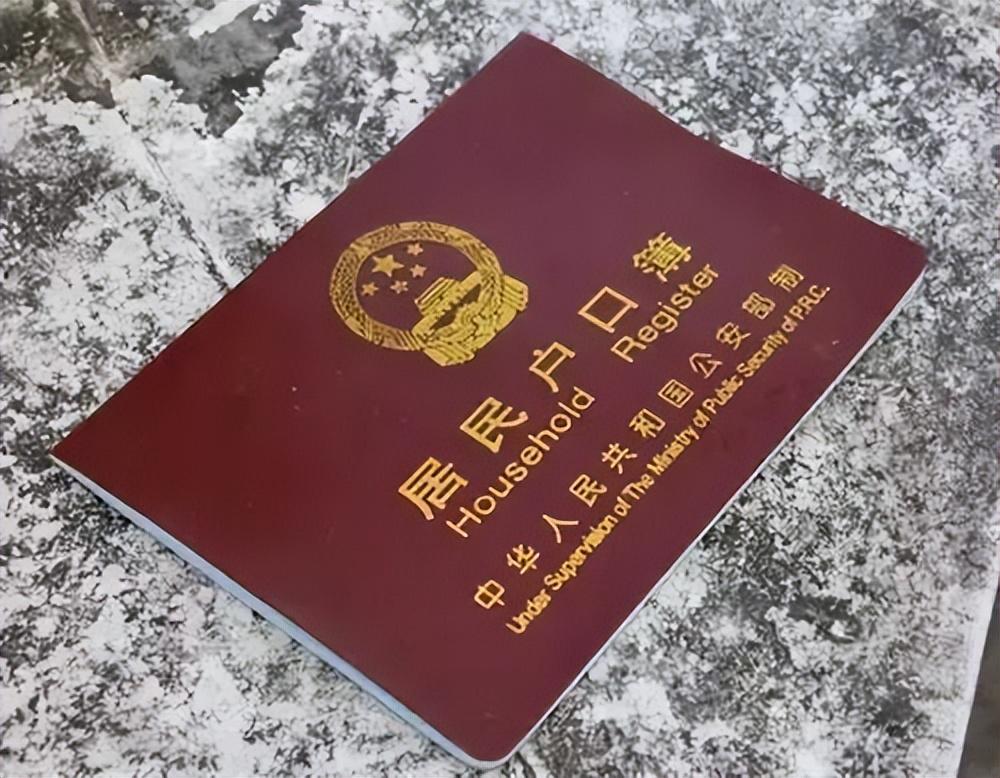 居民户口簿
Household Register
中华人民共和国公安部制
Under Supervision of The Ministry of Public Security of P.R.C.